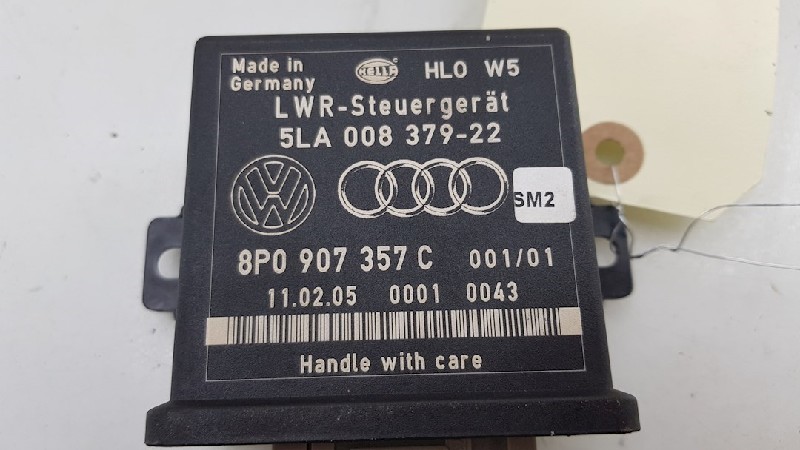 Made in
Germany
HELLA
HL0 W5
LWR-Steuergerät
5LA 008 379-22
SM2
8P0 907 357 C 001/01
11.02.05 0001 0043
Handle with care